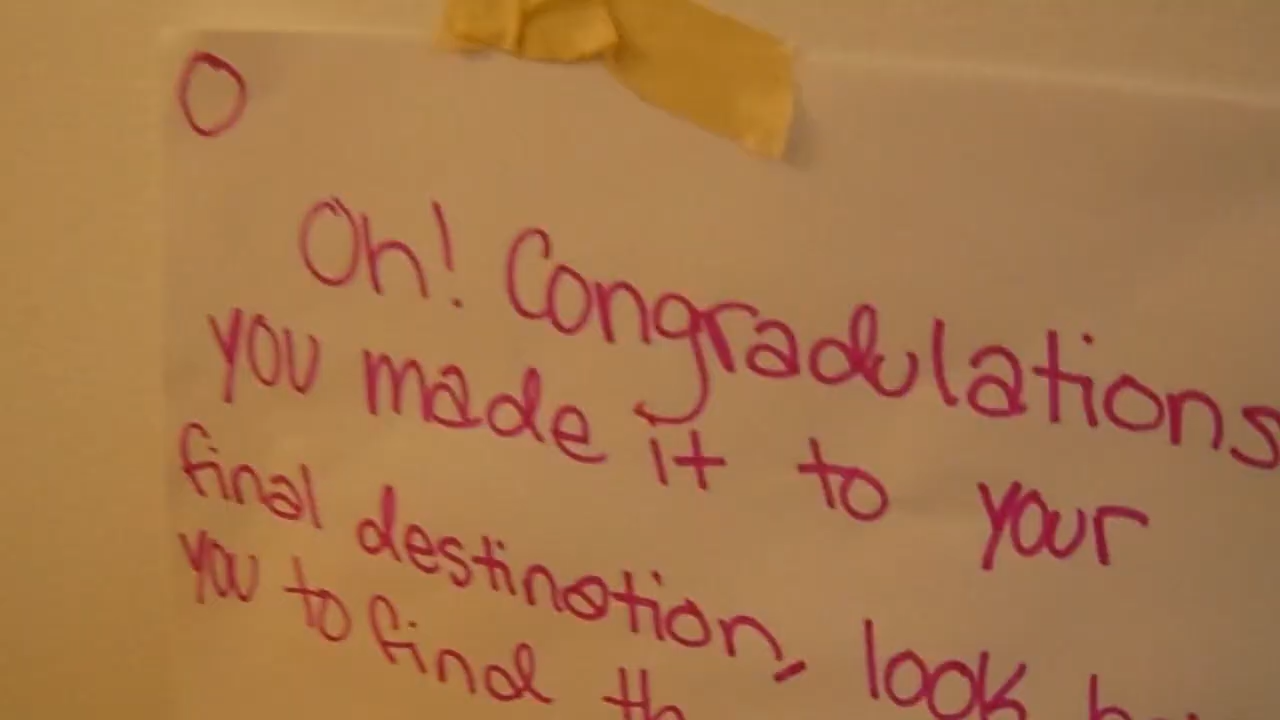 O
Oh! Congradulations
you made it to your
final destination, look
you to find